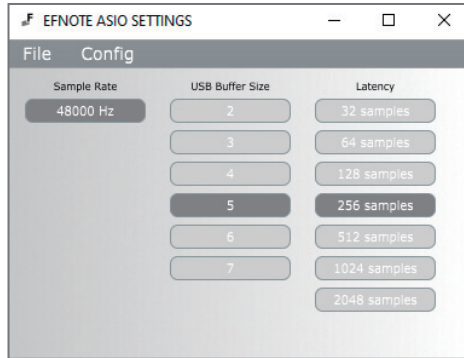 EFNOTE ASIO SETTINGS
File Config
Sample Rate USB Buffer Size Latency
48000 Hz 2 32 samples
3 64 samples
4 128 samples
5 256 samples
6 512 samples
7 1024 samples
2048 samples